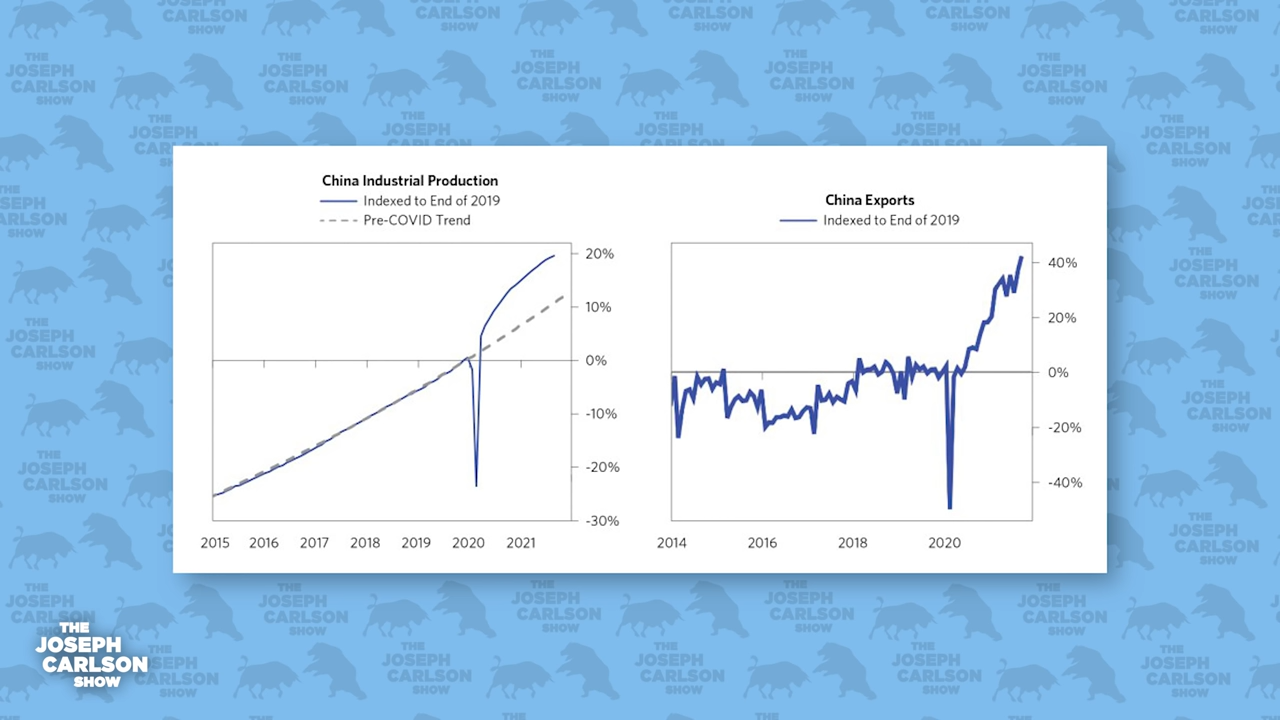 China Industrial Production
Indexed to End of 2019
Pre-COVID Trend
20%
10%
0%
-10%
-20%
-30%
2015 2016 2017 2018 2019 2020 2021
China Exports
Indexed to End of 2019
40%
20%
0%
-20%
-40%
2014 2016 2018 2020
THE
JOSEPH
CARLSON
SHOW